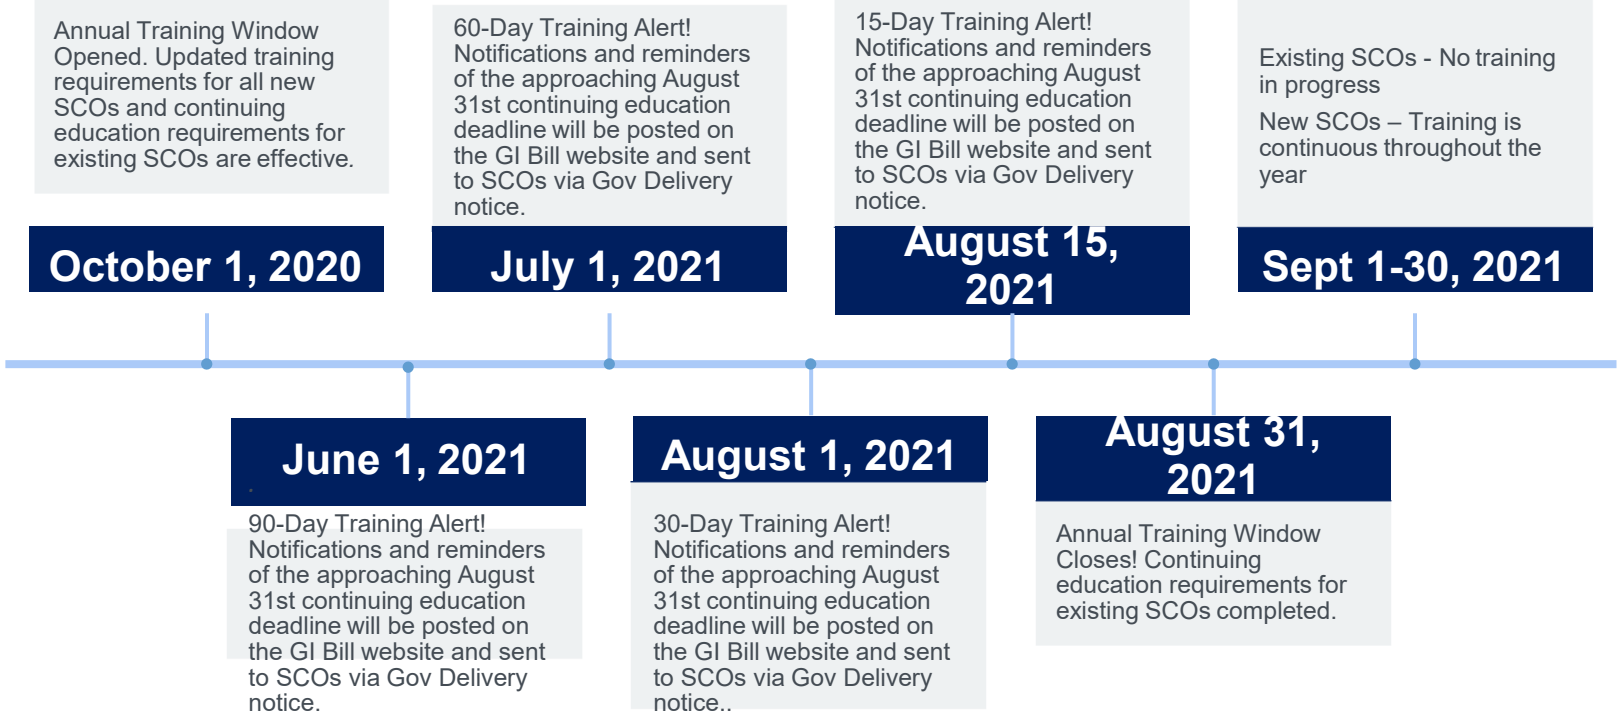 Annual Training Window
Opened. Updated training
requirements for all new
SCOs and continuing
education requirements for
existing SCOs are effective.
October 1, 2020
60-Day Training Alert!
Notifications and reminders
of the approaching August
31st continuing education
deadline will be posted on
the GI Bill website and sent
to SCOs via Gov Delivery
notice.
July 1, 2021
15-Day Training Alert!
Notifications and reminders
of the approaching August
31st continuing education
deadline will be posted on
the GI Bill website and sent
to SCOs via Gov Delivery
notice.
August 15,
2021
Existing SCOs - No training
in progress
New SCOs – Training is
continuous throughout the
year
Sept 1-30, 2021
June 1, 2021
.
90-Day Training Alert!
Notifications and reminders
of the approaching August
31st continuing education
deadline will be posted on
the GI Bill website and sent
to SCOs via Gov Delivery
notice.
August 1, 2021
30-Day Training Alert!
Notifications and reminders
of the approaching August
31st continuing education
deadline will be posted on
the GI Bill website and sent
to SCOs via Gov Delivery
notice..
August 31,
2021
Annual Training Window
Closes! Continuing
education requirements for
existing SCOs completed.